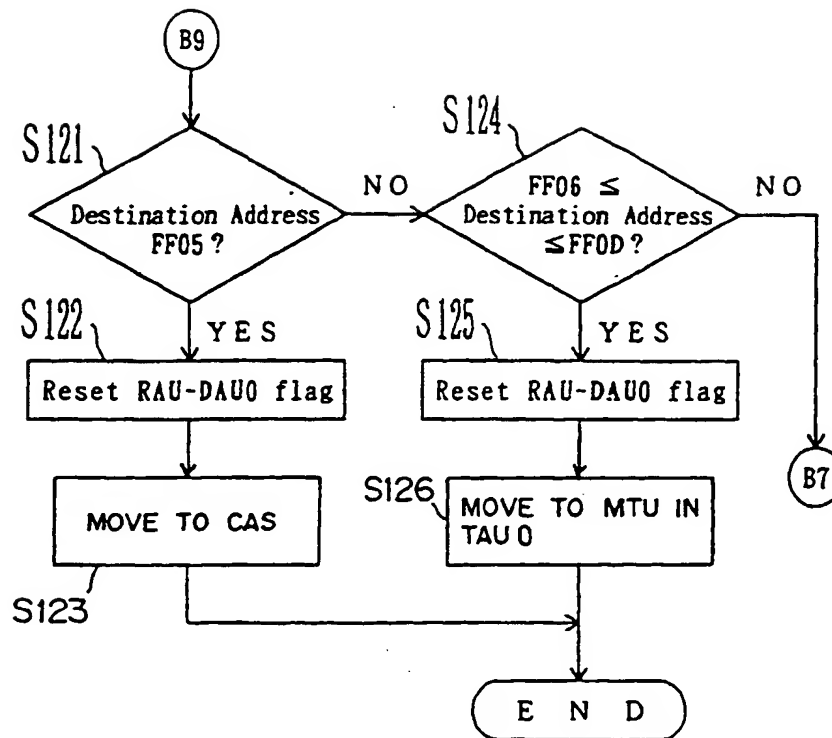 B9
S121
Destination Address
FF05?
NO
S124
FF06 ≤
Destination Address
≤FF0D?
NO
S122
YES
Reset RAU-DAU0 flag
S125
YES
Reset RAU-DAU0 flag
B7
MOVE TO CAS
S123
S126
MOVE TO MTU IN
TAU 0
END